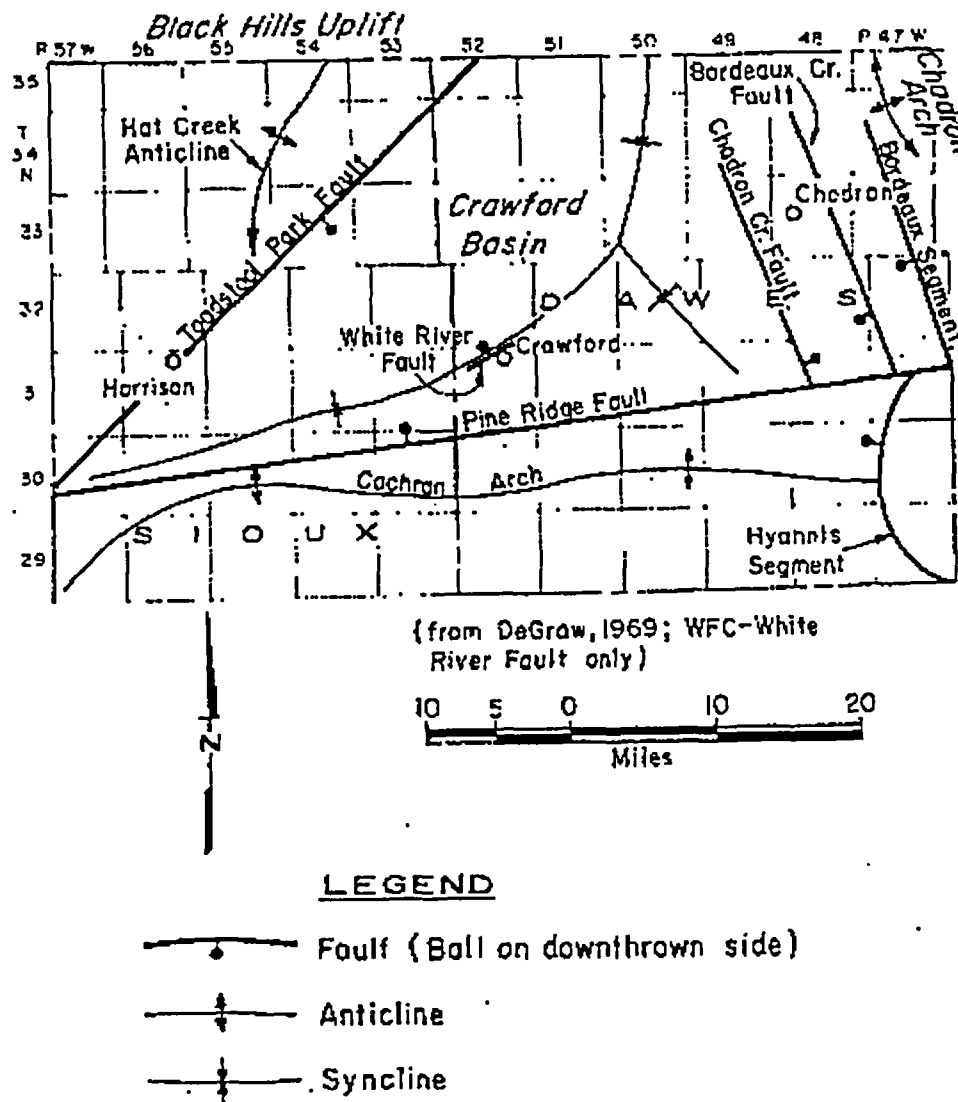 Black Hills Uplift
R 57 W 56 55 54 53 52 51 50 49 48 R 47 W
35
T
34
N
33
32
3
30
29
Hat Creek
Anticline
Toadstool Park Fault
Crawford
Basin
Bordeaux Cr.
Fault
Chadron
Arch
Chadron Cr. Fault
Chadron
Bordeaux Segment
D A W E S
White River
Fault
Crawford
Harrison
Pine Ridge Fault
Cochran Arch
S I O U X
Hyannis
Segment
(from DeGraw, 1969; WFC-White
River Fault only)
10 5 0 10 20
Miles
N
LEGEND
Fault (Ball on downthrown side)
Anticline
Syncline